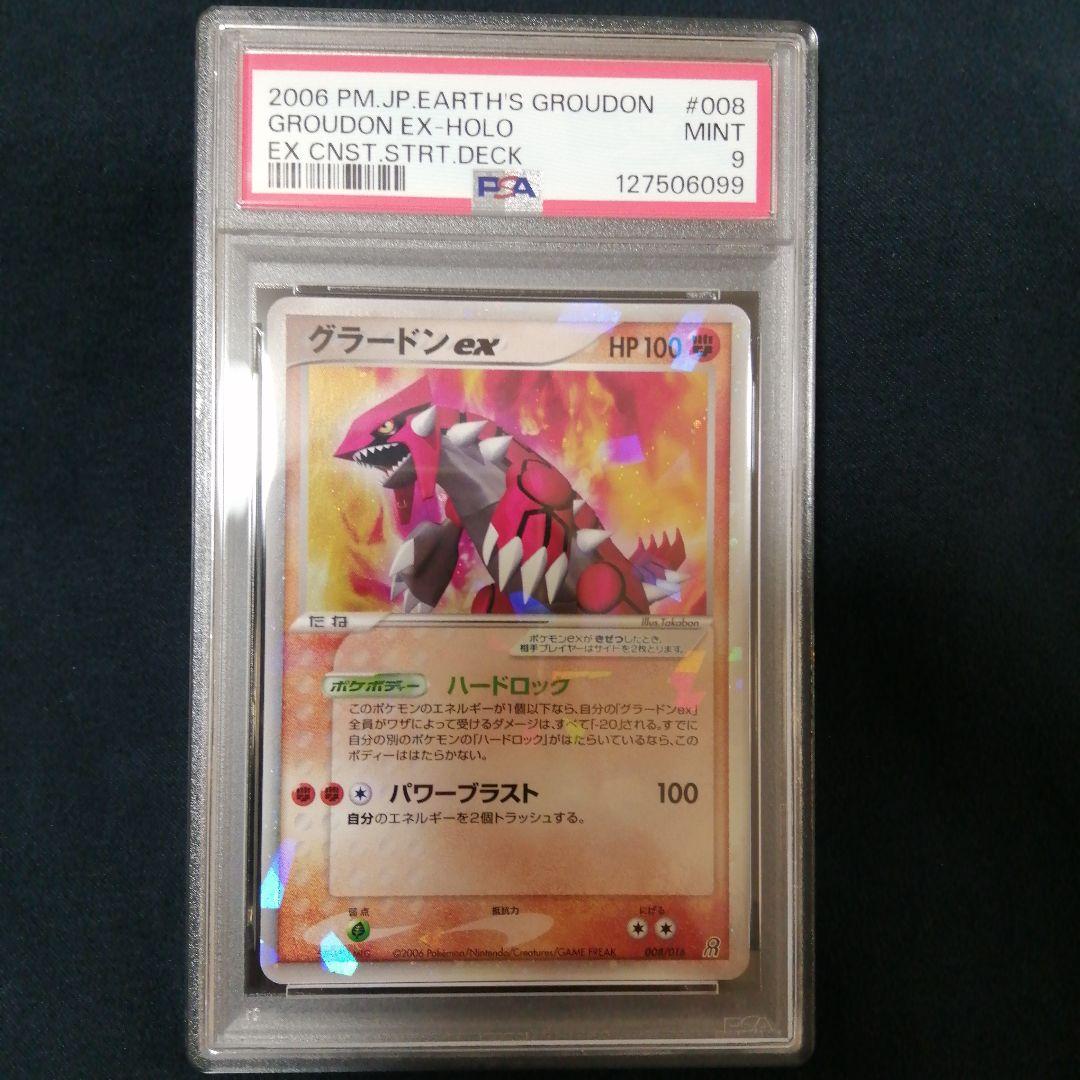 2006 PM.JP.EARTH'S GROUDON #008
GROUDON EX-HOLO MINT
EX CNST.STRT.DECK 9
PSA
127506099
グラードンex HP100
たね
illus.Takabon
ポケモンexがきぜつしたとき、
相手プレイヤーはサイドを2枚とります。
ポケボディー ハードロック
このポケモンのエネルギーが1個以下なら、自分の「グラードンex」
全員がワザによって受けるダメージは、すべて「-20」される。すでに
自分の別のポケモンの「ハードロック」がはたらいているなら、この
ボディーははたらかない。
パワーブラスト 100
自分のエネルギーを2個トラッシュする。
弱点 抵抗力 にげる
©2006 Pokémon/Nintendo/Creatures/GAME FREAK 008/016
PSA